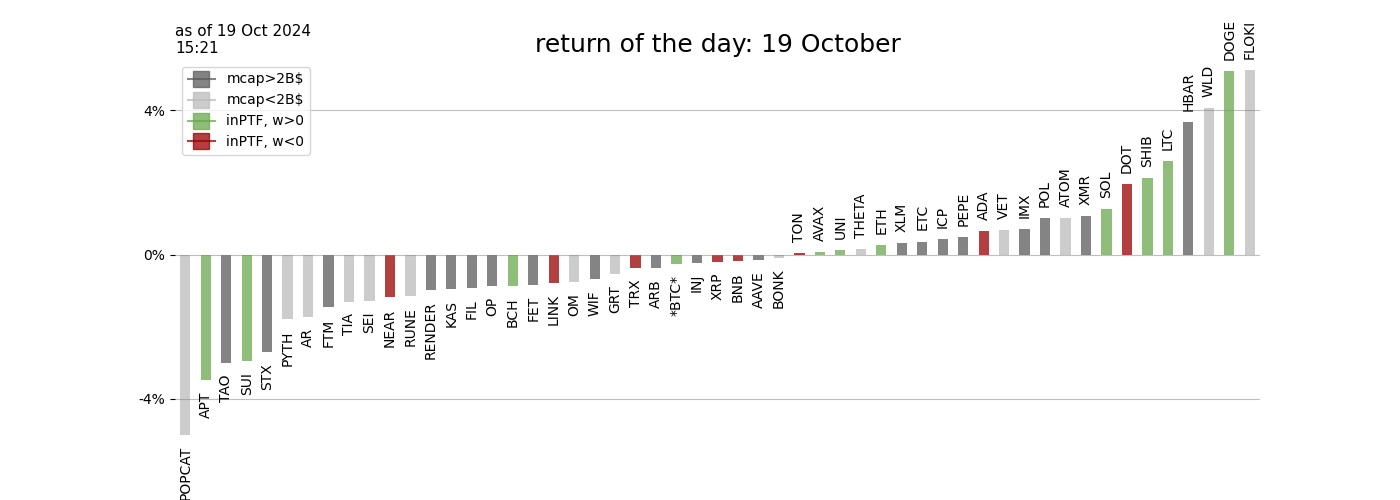 as of 19 Oct 2024
15:21
return of the day: 19 October
mcap>2B$
mcap<2B$
inPTF, w>0
inPTF, w<0
4%
0%
-4%
POPCAT
APT
TAO
SUI
STX
PYTH
AR
FTM
TIA
SEI
NEAR
RUNE
RENDER
KAS
FIL
OP
BCH
FET
LINK
OM
WIF
GRT
TRX
ARB
*BTC*
INJ
XRP
BNB
AAVE
BONK
TON
AVAX
UNI
THETA
ETH
XLM
ETC
ICP
PEPE
ADA
VET
IMX
POL
ATOM
XMR
SOL
DOT
SHIB
LTC
HBAR
WLD
DOGE
FLOKI